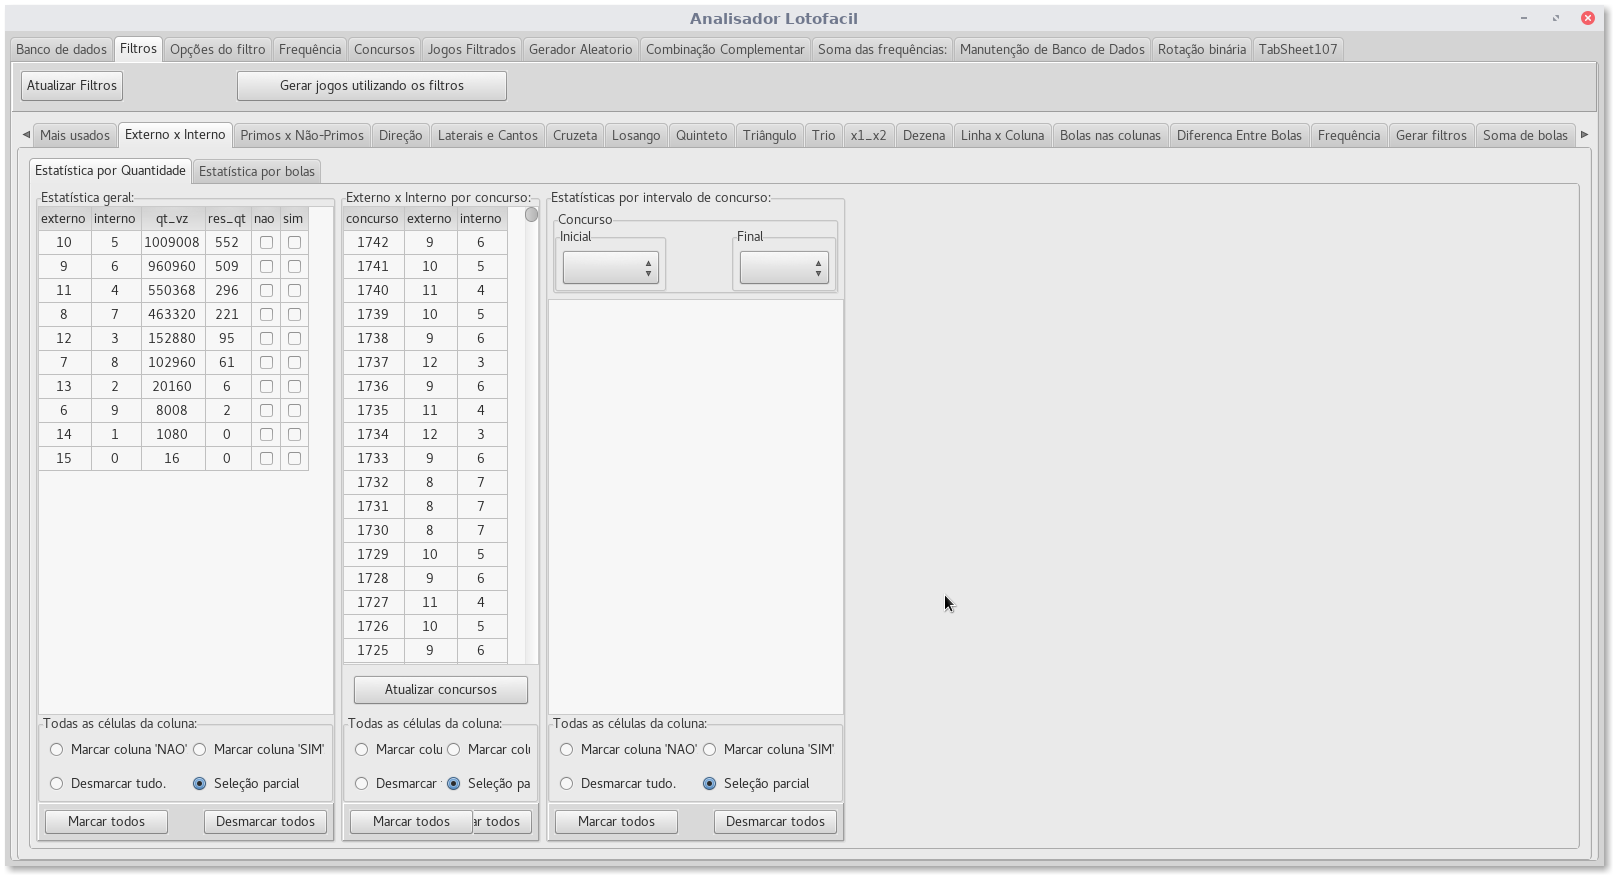 Analisador Lotofacil
Banco de dados Filtros Opções do filtro Frequência Concursos Jogos Filtrados Gerador Aleatorio Combinação Complementar Soma das frequências: Manutenção de Banco de Dados Rotação binária TabSheet107
Atualizar Filtros Gerar jogos utilizando os filtros
Mais usados Externo x Interno Primos x Não-Primos Direção Laterais e Cantos Cruzeta Losango Quinteto Triângulo Trio x1_x2 Dezena Linha x Coluna Bolas nas colunas Diferenca Entre Bolas Frequência Gerar filtros Soma de bolas
Estatística por Quantidade Estatística por bolas
Estatística geral:
externo interno qt_vz res_qt nao sim
10 5 1009008 552
9 6 960960 509
11 4 550368 296
8 7 463320 221
12 3 152880 95
7 8 102960 61
13 2 20160 6
6 9 8008 2
14 1 1080 0
15 0 16 0
Todas as células da coluna:
Marcar coluna 'NAO' Marcar coluna 'SIM'
Desmarcar tudo. Seleção parcial
Marcar todos Desmarcar todos
Externo x Interno por concurso:
concurso externo interno
1742 9 6
1741 10 5
1740 11 4
1739 10 5
1738 9 6
1737 12 3
1736 9 6
1735 11 4
1734 12 3
1733 9 6
1732 8 7
1731 8 7
1730 8 7
1729 10 5
1728 9 6
1727 11 4
1726 10 5
1725 9 6
Atualizar concursos
Todas as células da coluna:
Marcar colu Marcar colu
Desmarcar Seleção pa
Marcar todos ar todos
Estatísticas por intervalo de concurso:
Concurso
Inicial Final
Todas as células da coluna:
Marcar coluna 'NAO' Marcar coluna 'SIM'
Desmarcar tudo. Seleção parcial
Marcar todos Desmarcar todos